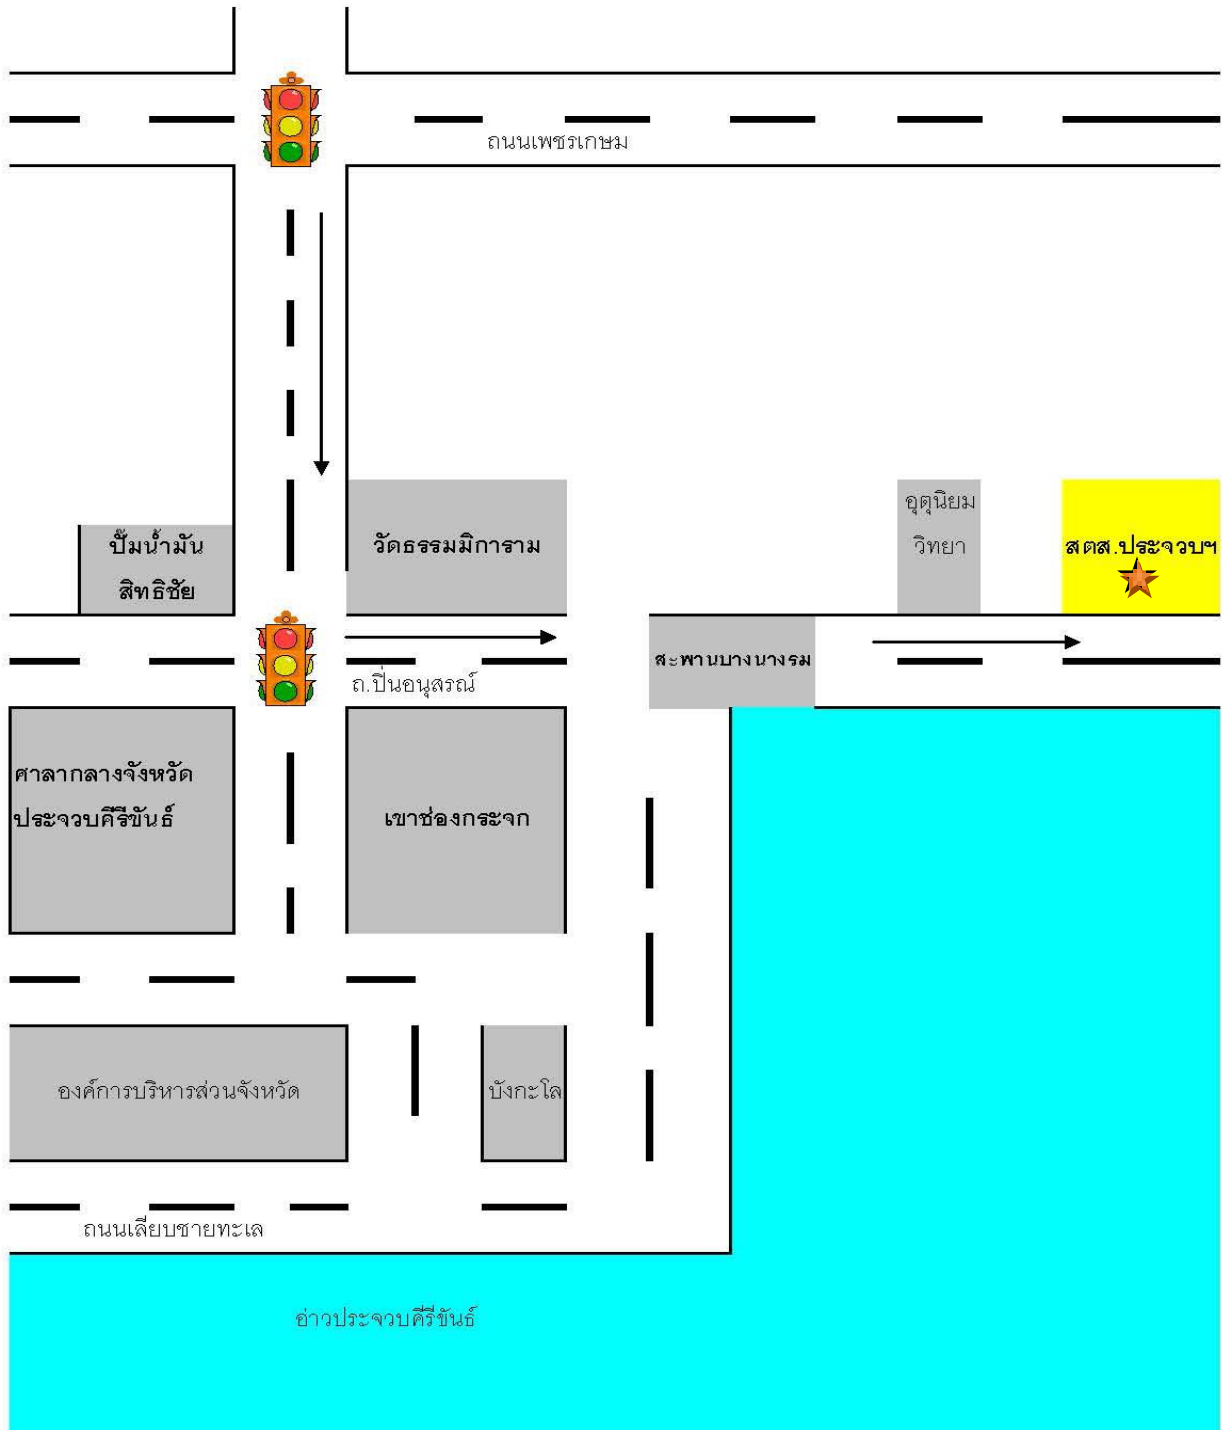 ถนนเพชรเกษม
อุตุนิยม
วิทยา
ปั๊มน้ำมัน
สิทธิชัย
วัดธรรมมิการาม
สตส.ประจวบฯ
สะพานบางนางรม
ถ.ปิ่นอนุสรณ์
ศาลากลางจังหวัด
ประจวบคีรีขันธ์
เขาช่องกระจก
องค์การบริหารส่วนจังหวัด
บังกะโล
ถนนเลียบชายทะเล
อ่าวประจวบคีรีขันธ์